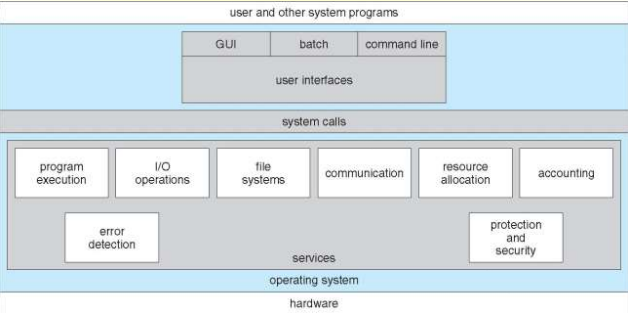 user and other system programs
GUI
batch
command line
user interfaces
system calls
program
execution
I/O
operations
file
systems
communication
resource
allocation
accounting
error
detection
protection
and
security
services
operating system
hardware